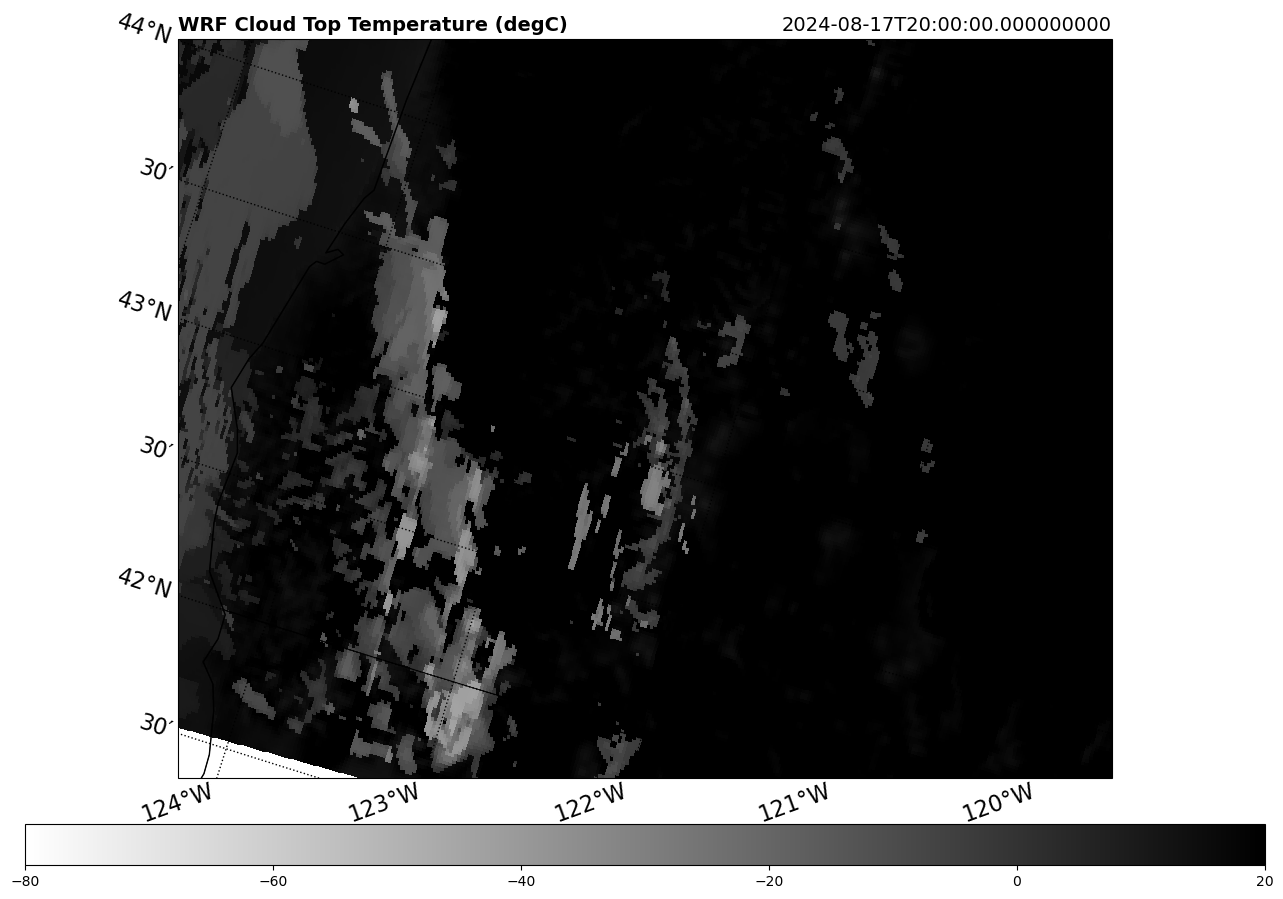 WRF Cloud Top Temperature (degC) 2024-08-17T20:00:00.000000000
44°N
30′
43°N
30′
42°N
30′
124°W 123°W 122°W 121°W 120°W
−80 −60 −40 −20 0 20